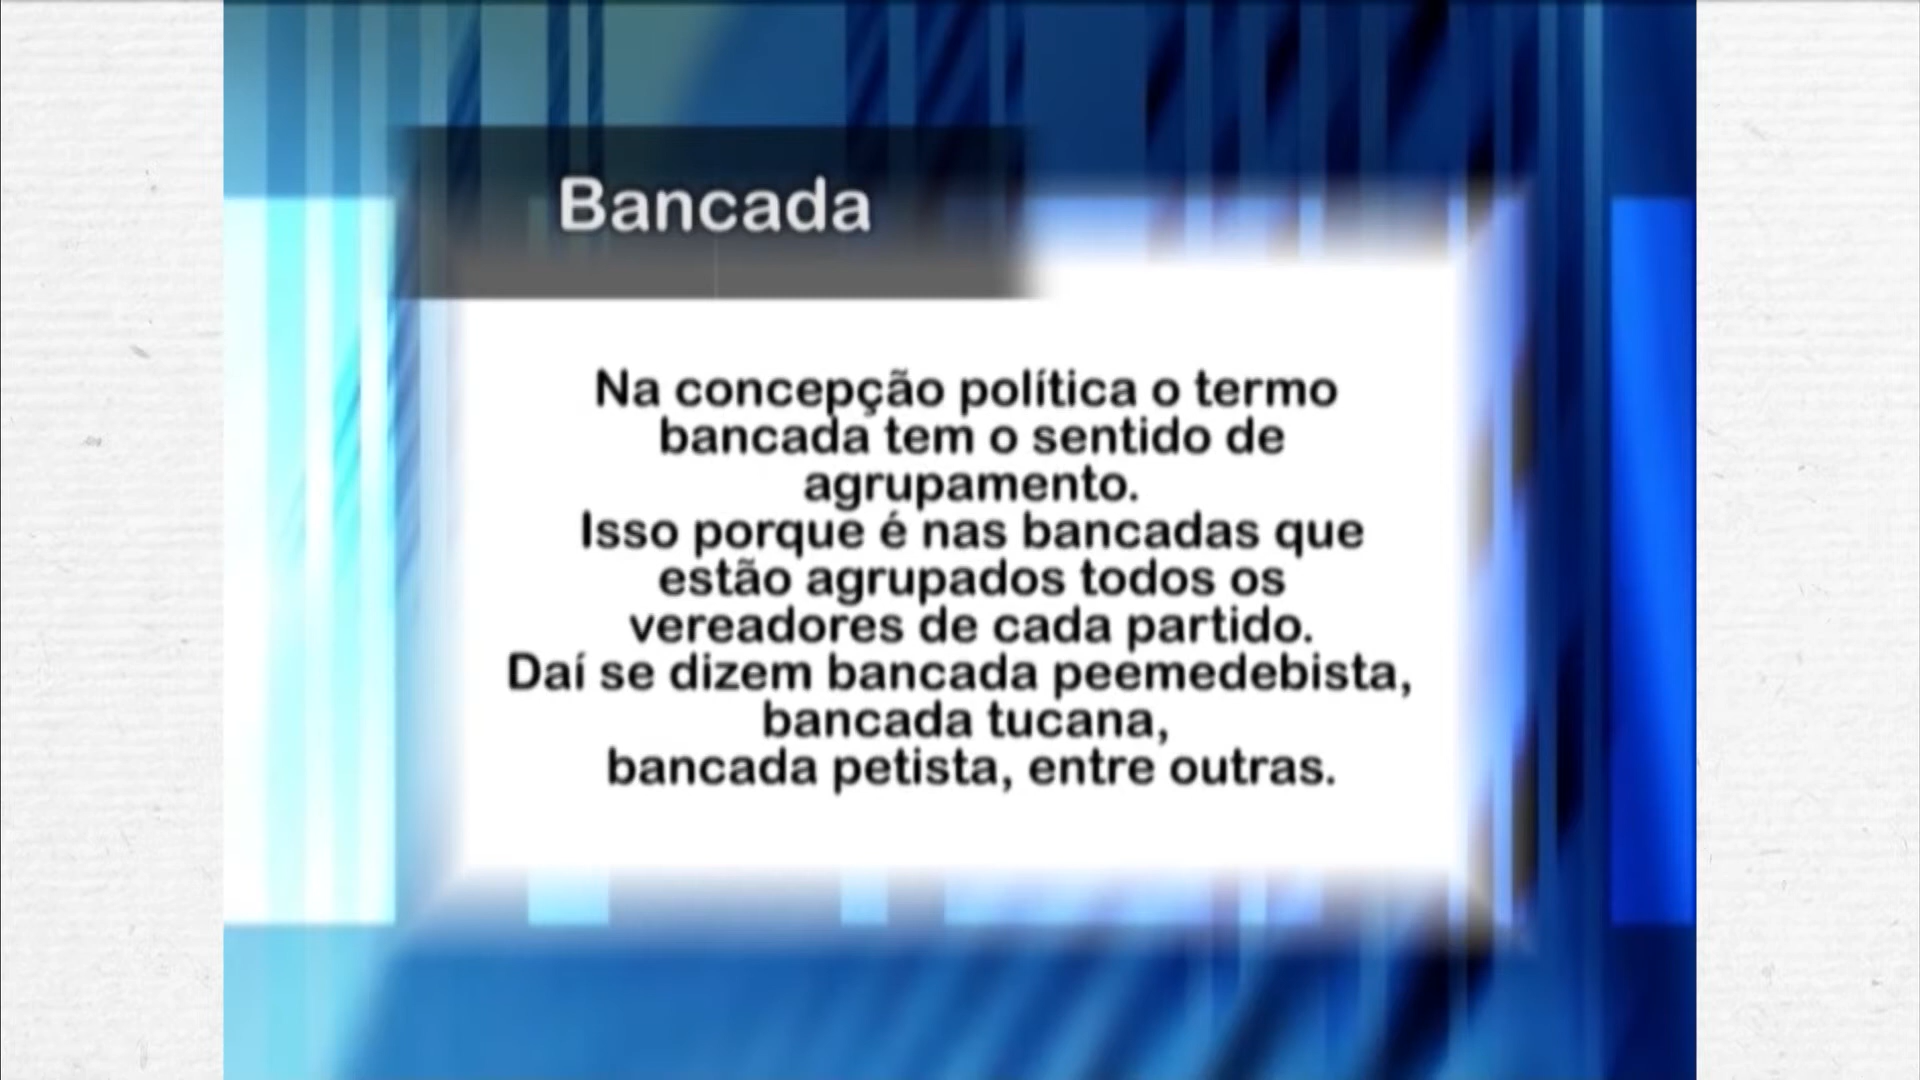 Bancada
Na concepção política o termo
bancada tem o sentido de
agrupamento.
Isso porque é nas bancadas que
estão agrupados todos os
vereadores de cada partido.
Daí se dizem bancada peemedebista,
bancada tucana,
bancada petista, entre outras.